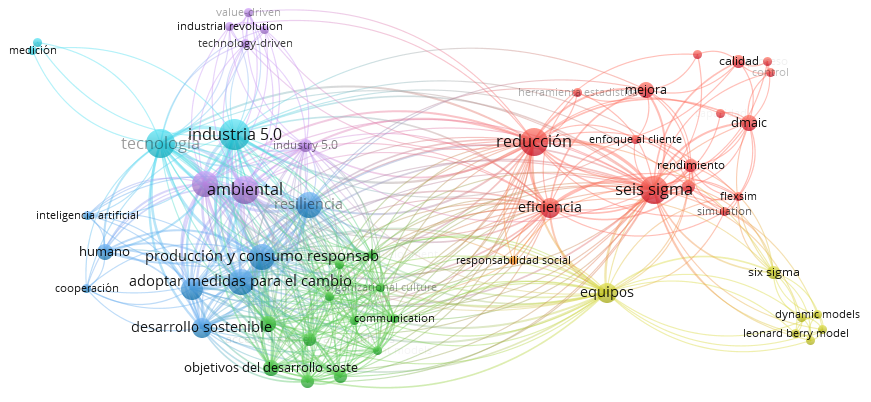 value-driven
industrial revolution
technology-driven
medición
calidad
control
herramienta estadística
mejora
tecnología
industria 5.0
industry 5.0
reducción
enfoque al cliente
dmaic
rendimiento
ambiental
resiliencia
seis sigma
flexsim
simulation
eficiencia
inteligencia artificial
humano
producción y consumo responsab
responsabilidad social
cooperación
adoptar medidas para el cambio
organizational culture
equipos
six sigma
desarrollo sostenible
communication
dynamic models
leonard berry model
objetivos del desarrollo soste